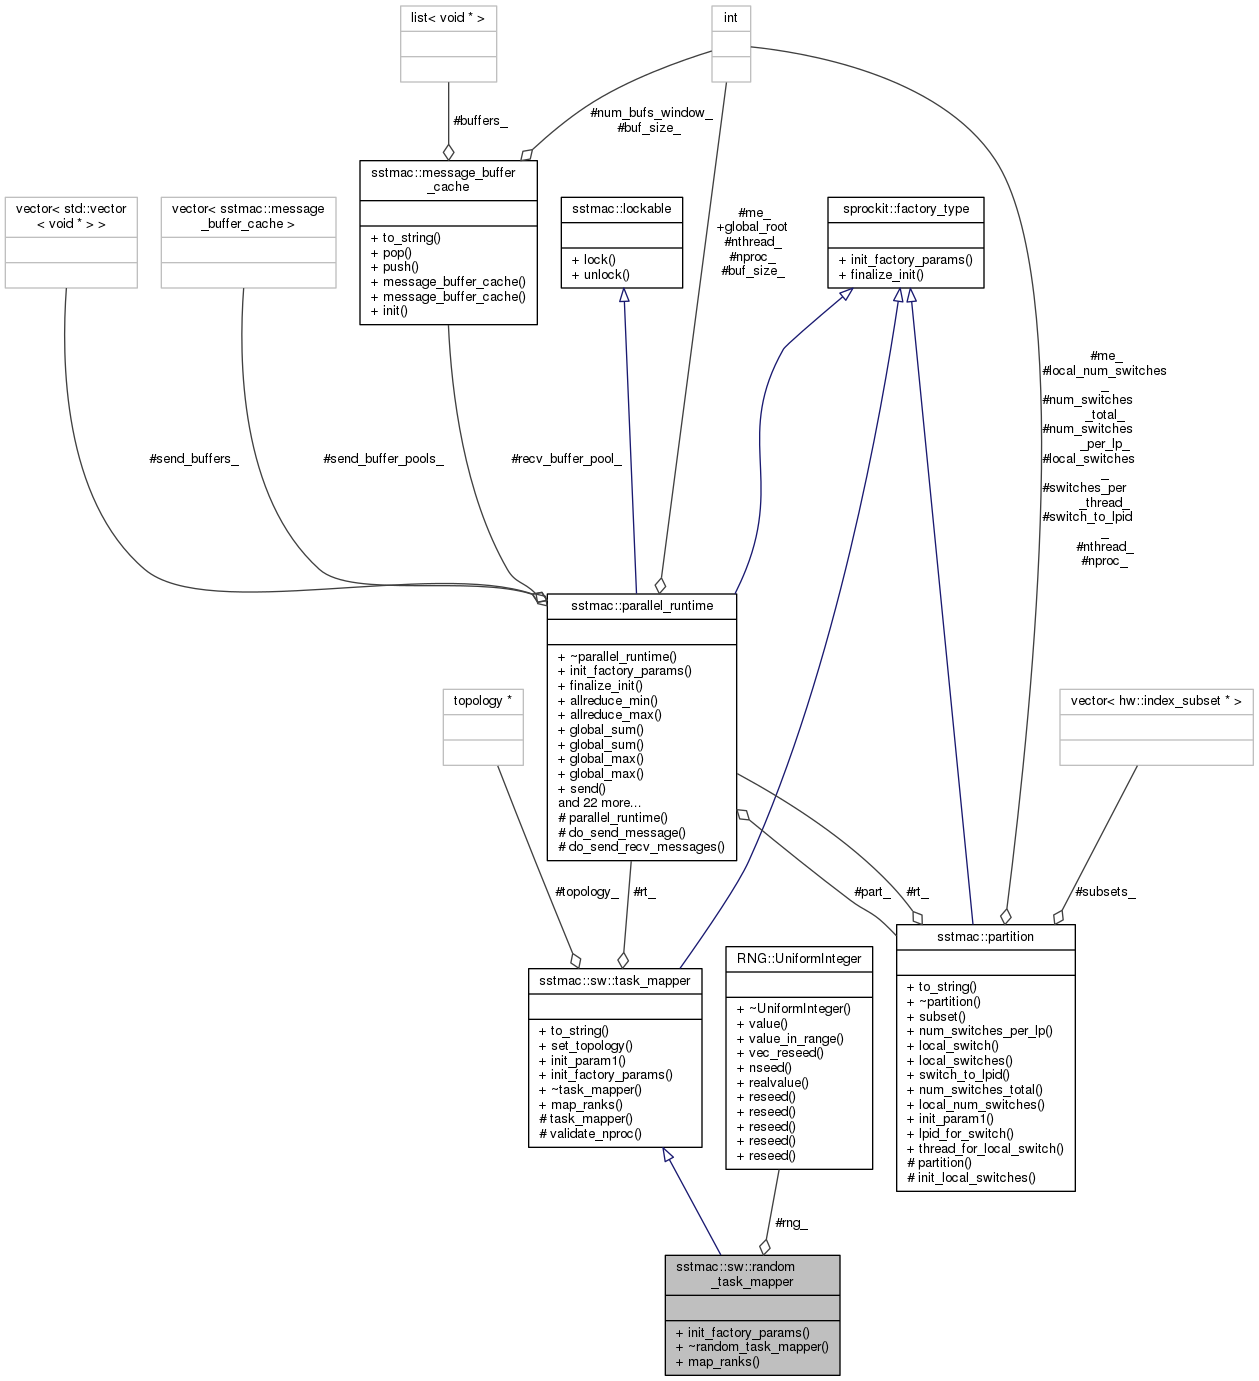 list< void * >
int
#buffers_
#num_bufs_window_
#buf_size_
sstmac::message_buffer
_cache
+ to_string()
+ pop()
+ push()
+ message_buffer_cache()
+ message_buffer_cache()
+ init()
vector< std::vector
< void * > >
vector< sstmac::message
_buffer_cache >
sstmac::lockable
+ lock()
+ unlock()
#me_
+global_root
#nthread_
#nproc_
#buf_size_
sprockit::factory_type
+ init_factory_params()
+ finalize_init()
#me_
#local_num_switches
_
#num_switches
_total_
#num_switches
_per_lp_
#local_switches
_
#switches_per
_thread_
#switch_to_lpid
_
#nthread_
#nproc_
#send_buffers_
#send_buffer_pools_
#recv_buffer_pool_
sstmac::parallel_runtime
+ ~parallel_runtime()
+ init_factory_params()
+ finalize_init()
+ allreduce_min()
+ allreduce_max()
+ global_sum()
+ global_sum()
+ global_max()
+ global_max()
+ send()
and 22 more...
# parallel_runtime()
# do_send_message()
# do_send_recv_messages()
topology *
vector< hw::index_subset * >
#topology_
#rt_
#part_
#rt_
#subsets_
sstmac::sw::task_mapper
+ to_string()
+ set_topology()
+ init_param1()
+ init_factory_params()
+ ~task_mapper()
+ map_ranks()
# task_mapper()
# validate_nproc()
RNG::UniformInteger
+ ~UniformInteger()
+ value()
+ value_in_range()
+ vec_reseed()
+ nseed()
+ realvalue()
+ reseed()
+ reseed()
+ reseed()
+ reseed()
+ reseed()
sstmac::partition
+ to_string()
+ ~partition()
+ subset()
+ num_switches_per_lp()
+ local_switch()
+ local_switches()
+ switch_to_lpid()
+ num_switches_total()
+ local_num_switches()
+ init_param1()
+ lpid_for_switch()
+ thread_for_local_switch()
# partition()
# init_local_switches()
#rng_
sstmac::sw::random
_task_mapper
+ init_factory_params()
+ ~random_task_mapper()
+ map_ranks()